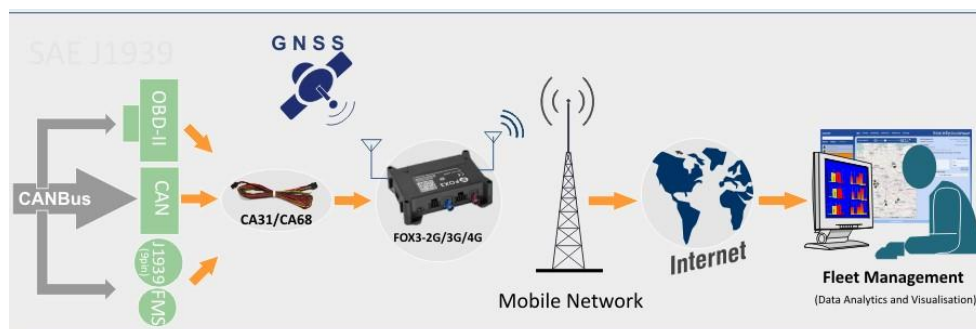 SAE J1939
GNSS
OBD-II
CANBus
CAN
J1939
(9pin)
FMS
CA31/CA68
FOX3
FOX3-2G/3G/4G
Mobile Network
Internet
Fleet Management
(Data Analytics and Visualisation)